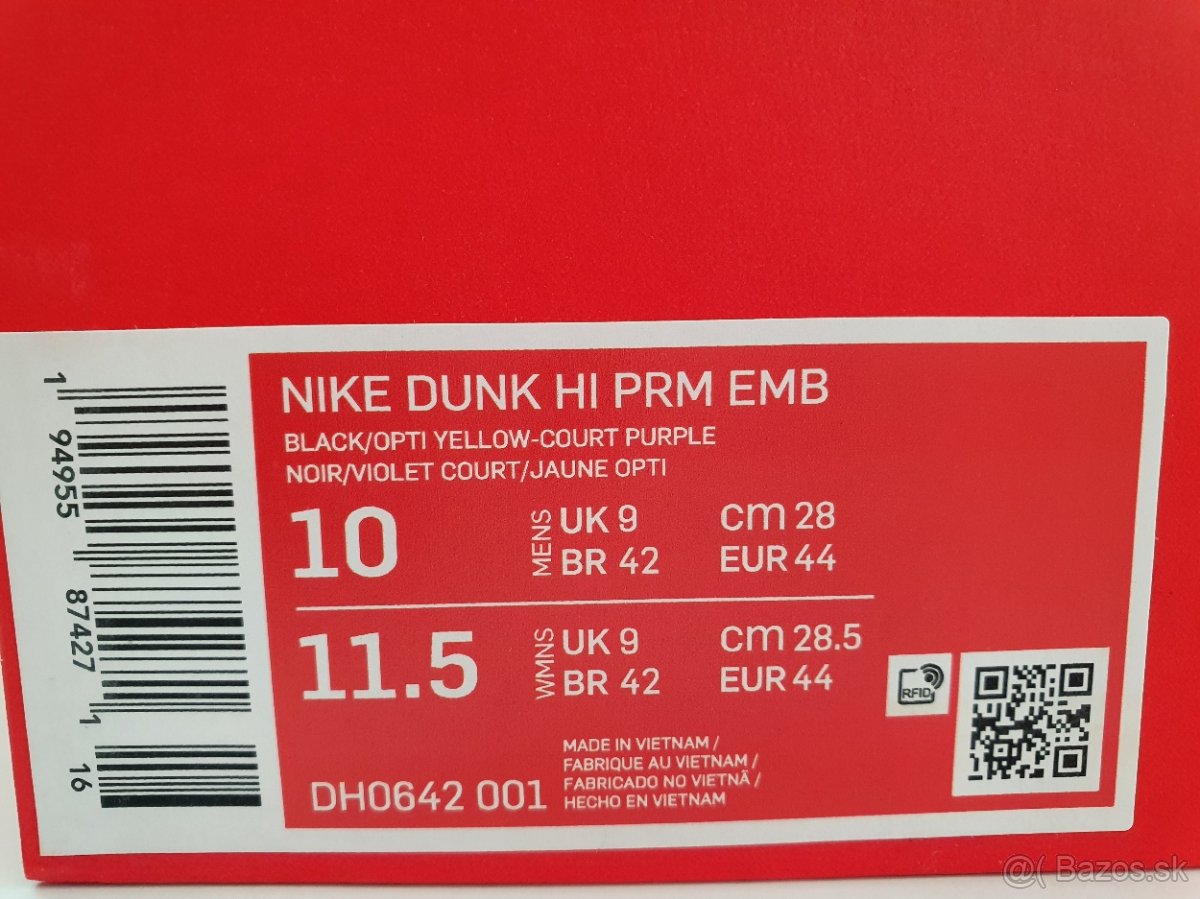 NIKE DUNK HI PRM EMB
BLACK/OPTI YELLOW-COURT PURPLE
NOIR/VIOLET COURT/JAUNE OPTI
10 MENS UK 9 cm 28
BR 42 EUR 44
11.5 WMNS UK 9 cm 28.5
BR 42 EUR 44
RFID
MADE IN VIETNAM /
FABRIQUE AU VIETNAM /
FABRICADO NO VIETNÃ /
HECHO EN VIETNAM
DH0642 001
1 94955 87427 1 16
@( Bazos.sk